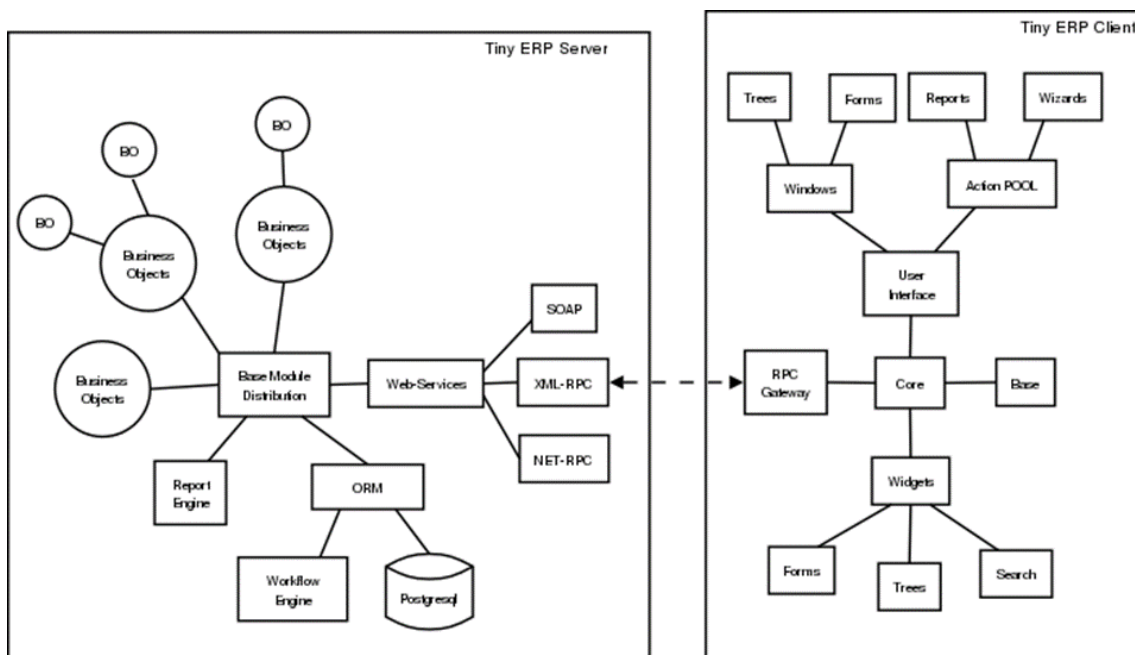 Tiny ERP Server
BO
BO
BO
Business
Objects
Business
Objects
Business
Objects
Base Module
Distribution
Web-Services
SOAP
XML-RPC
NET-RPC
Report
Engine
ORM
Workflow
Engine
Postgresql
Tiny ERP Client
Trees
Forms
Reports
Wizards
Windows
Action POOL
User
Interface
RPC
Gateway
Core
Base
Widgets
Forms
Trees
Search